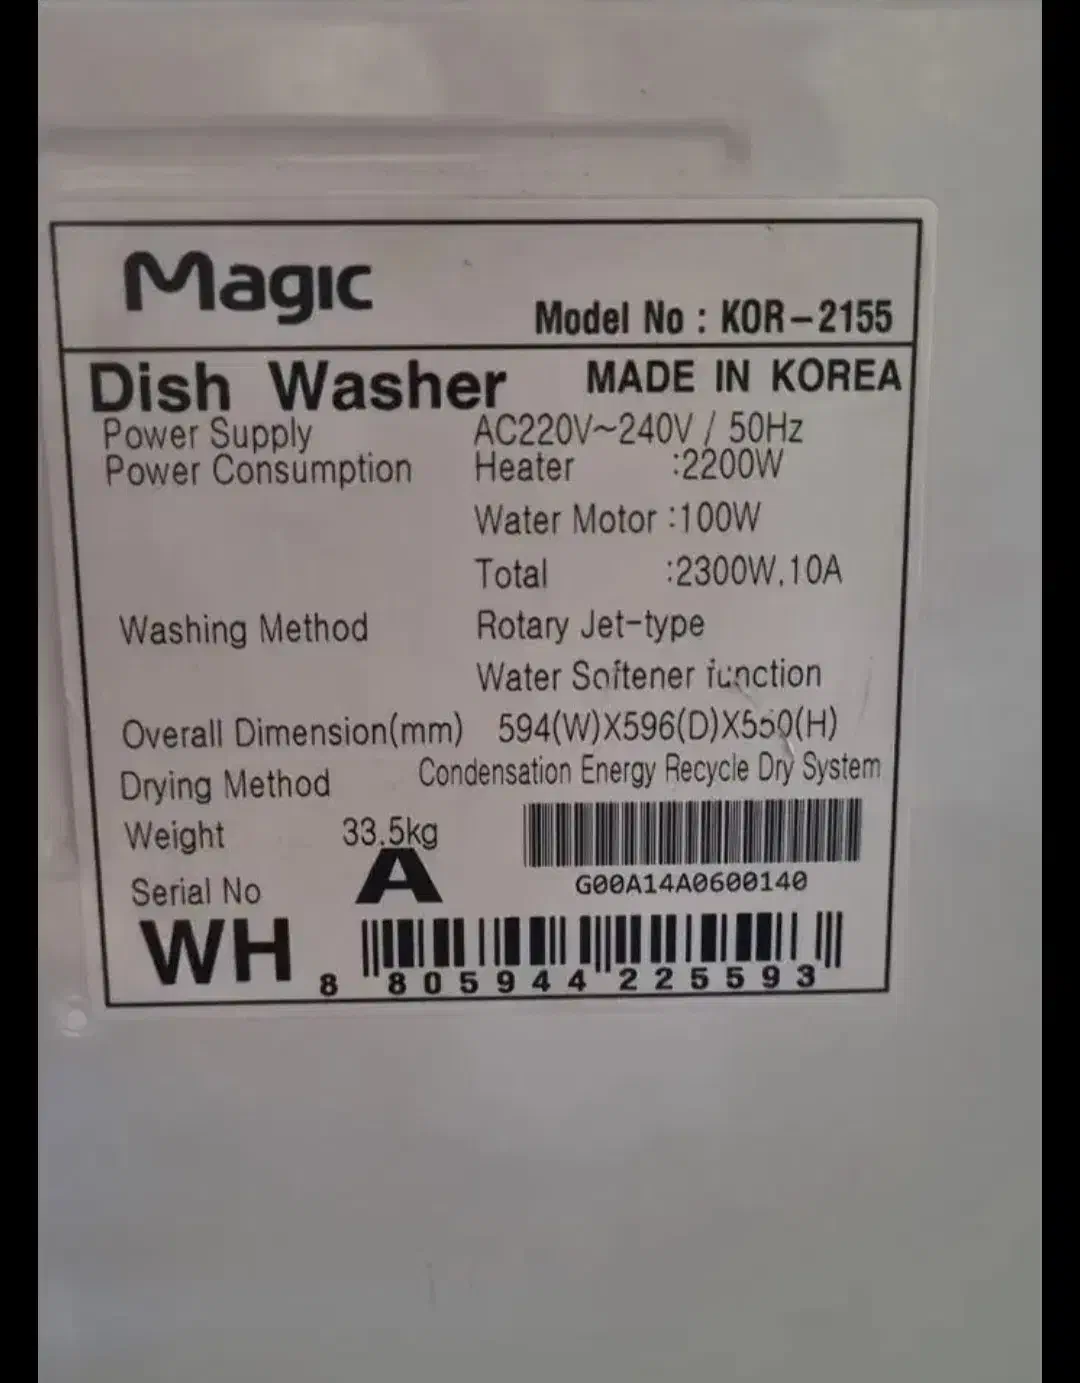 Magic
Model No : KOR-2155
Dish Washer MADE IN KOREA
Power Supply AC220V~240V / 50Hz
Power Consumption Heater :2200W
Water Motor :100W
Total :2300W,10A
Washing Method Rotary Jet-type
Water Softener function
Overall Dimension(mm) 594(W)X596(D)X550(H)
Drying Method Condensation Energy Recycle Dry System
Weight 33.5kg
Serial No A G00A14A0600140
WH 8 805944 225593